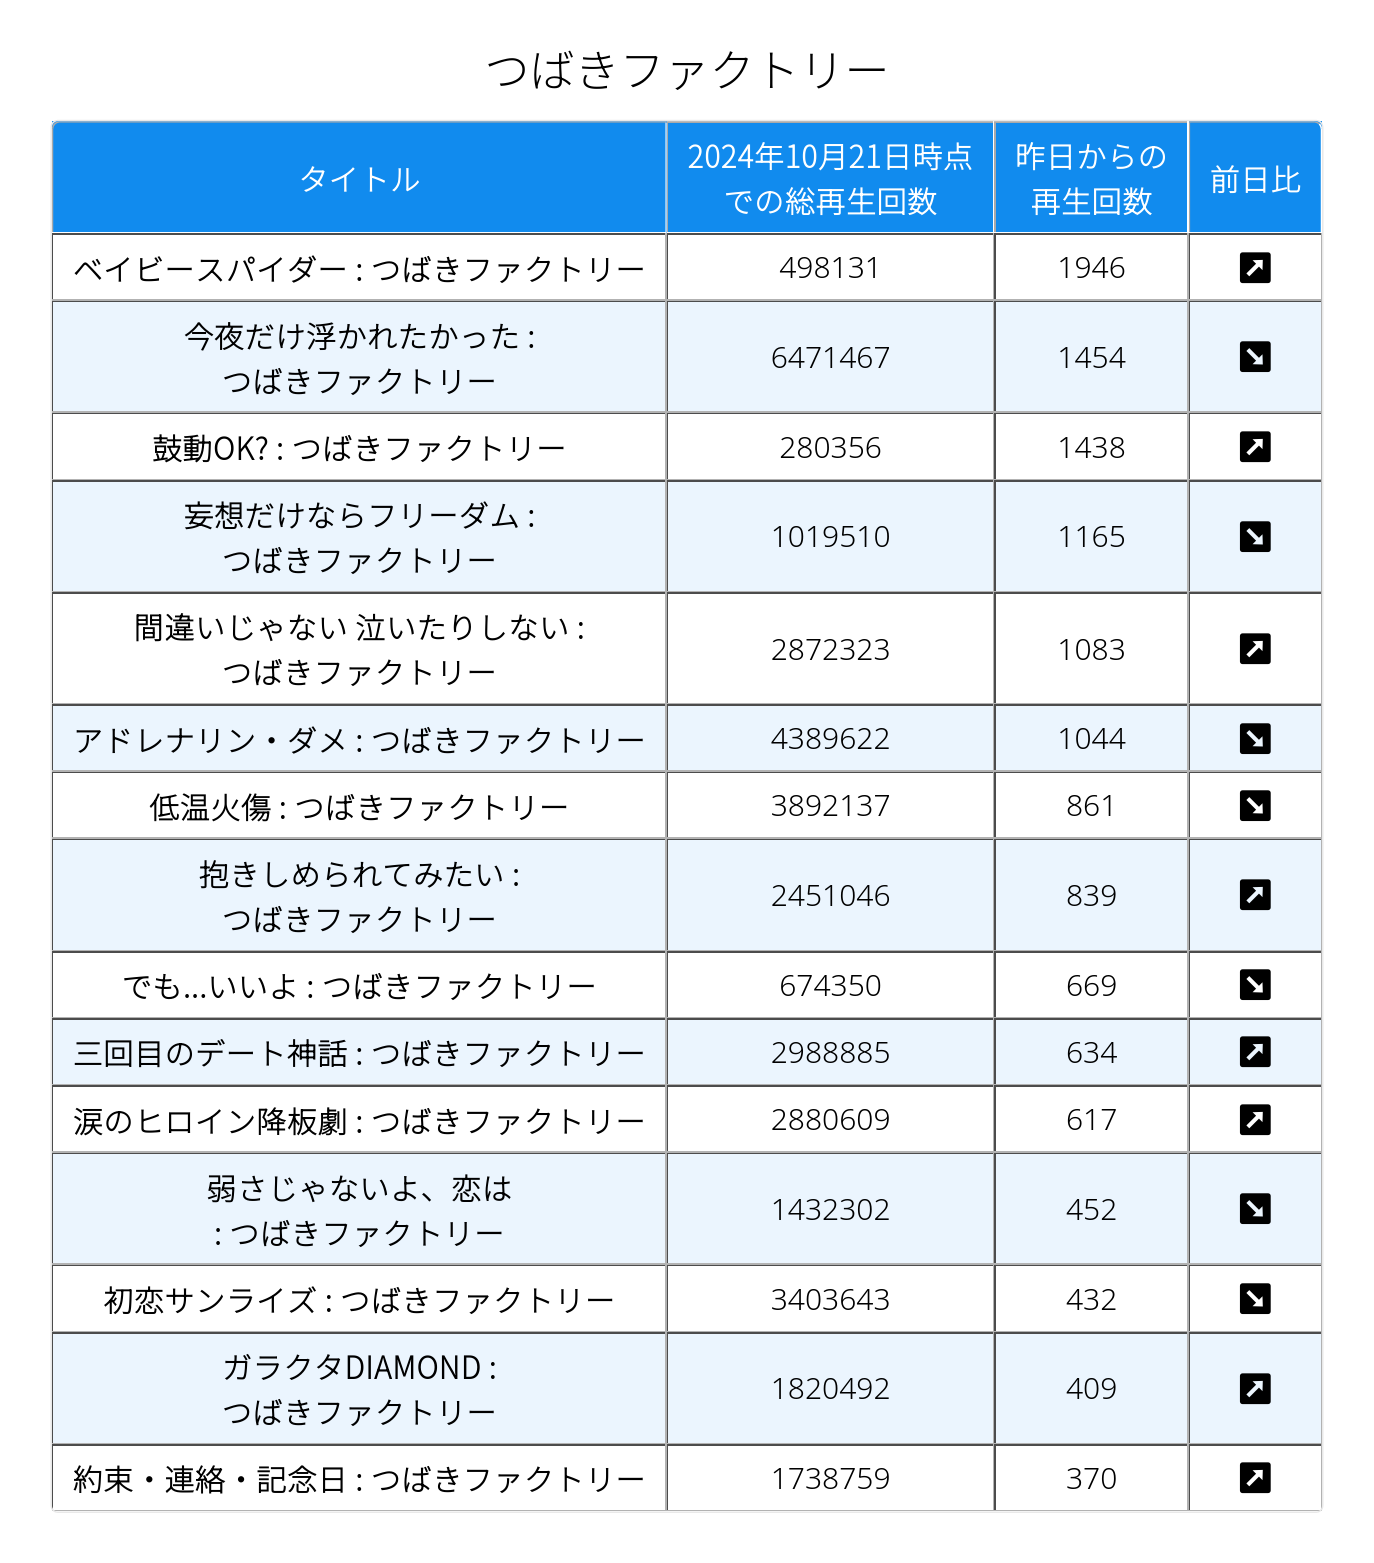 つばきファクトリー
タイトル
2024年10月21日時点
での総再生回数
昨日からの
再生回数
前日比
ベイビースパイダー : つばきファクトリー
498131
1946
↗
今夜だけ浮かれたかった :
つばきファクトリー
6471467
1454
↘
鼓動OK? : つばきファクトリー
280356
1438
↗
妄想だけならフリーダム :
つばきファクトリー
1019510
1165
↘
間違いじゃない 泣いたりしない :
つばきファクトリー
2872323
1083
↗
アドレナリン・ダメ : つばきファクトリー
4389622
1044
↘
低温火傷 : つばきファクトリー
3892137
861
↘
抱きしめられてみたい :
つばきファクトリー
2451046
839
↗
でも...いいよ : つばきファクトリー
674350
669
↘
三回目のデート神話 : つばきファクトリー
2988885
634
↗
涙のヒロイン降板劇 : つばきファクトリー
2880609
617
↗
弱さじゃないよ、恋は
: つばきファクトリー
1432302
452
↘
初恋サンライズ : つばきファクトリー
3403643
432
↘
ガラクタDIAMOND :
つばきファクトリー
1820492
409
↗
約束・連絡・記念日 : つばきファクトリー
1738759
370
↗